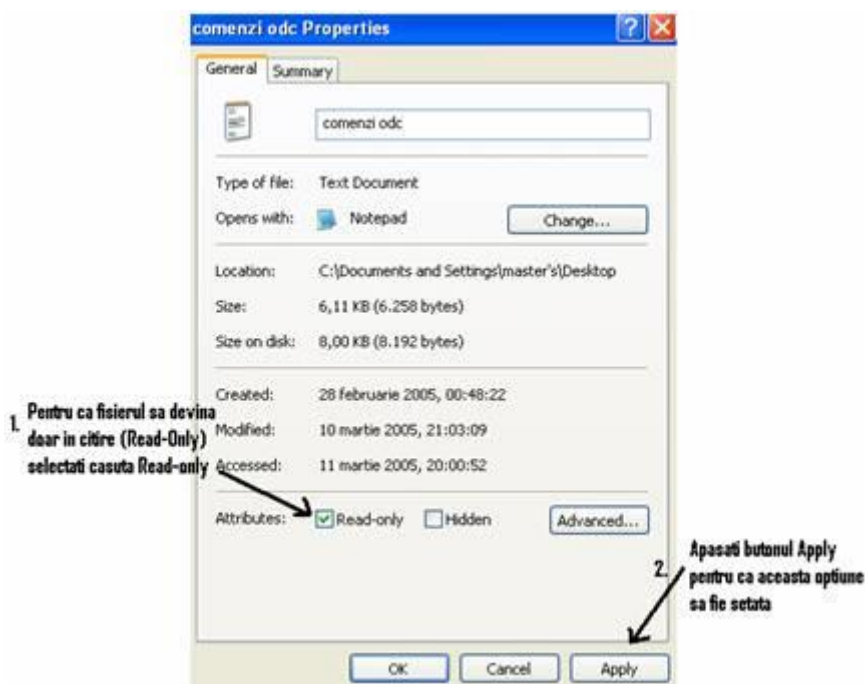 comenzi odc Properties
General Summary
comenzi odc
Type of file: Text Document
Opens with: Notepad Change...
Location: C:\Documents and Settings\master's\Desktop
Size: 6,11 KB (6.258 bytes)
Size on disk: 8,00 KB (8.192 bytes)
Created: 28 februarie 2005, 00:48:22
Modified: 10 martie 2005, 21:03:09
Accessed: 11 martie 2005, 20:00:52
1. Pentru ca fisierul sa devina
doar in citire (Read-Only)
selectati casuta Read-only
Attributes: Read-only Hidden Advanced...
2. Apasati butonul Apply
pentru ca aceasta optiune
sa fie setata
OK Cancel Apply